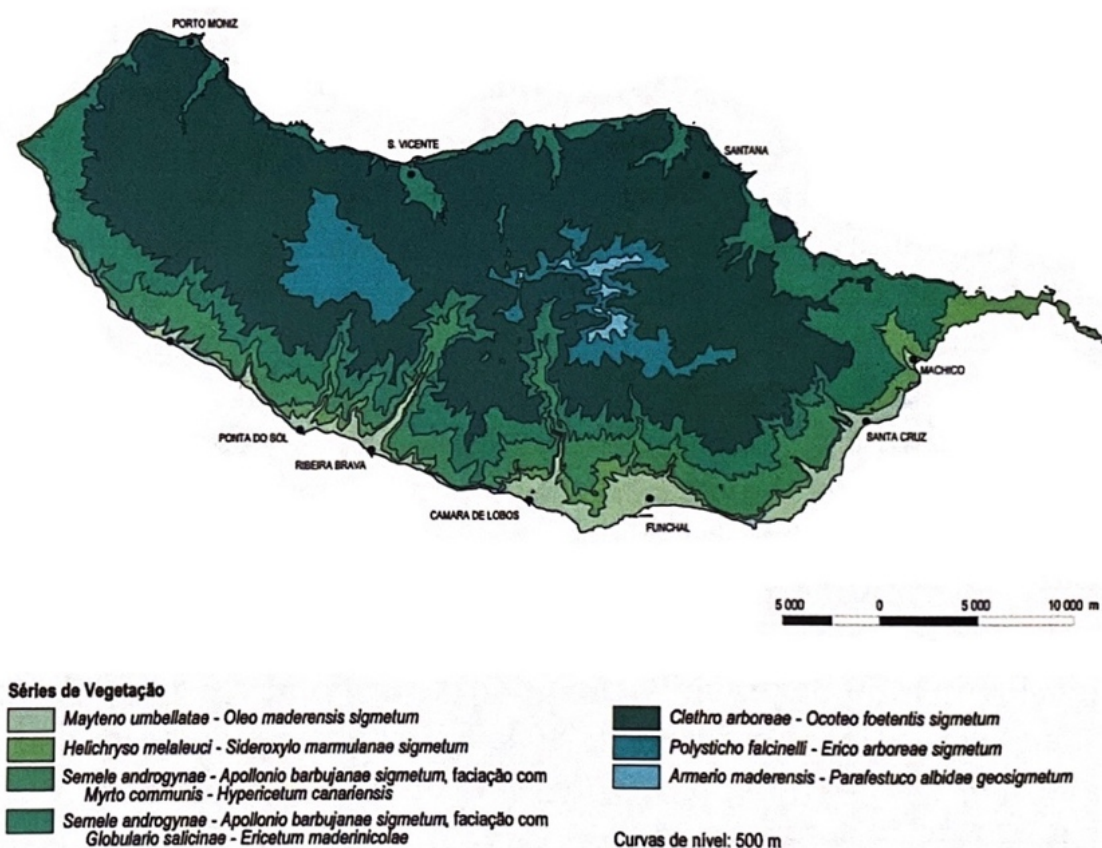 PORTO MONIZ
S. VICENTE
SANTANA
MACHICO
SANTA CRUZ
PONTA DO SOL
RIBEIRA BRAVA
CAMARA DE LOBOS
FUNCHAL
5 000 0 5 000 10 000 m
Séries de Vegetação
Mayteno umbellatae - Oleo maderensis sigmetum
Helichryso melaleuci - Sideroxylo marmulanae sigmetum
Semele androgynae - Apollonio barbujanae sigmetum, faciação com
Myrto communis - Hypericetum canariensis
Semele androgynae - Apollonio barbujanae sigmetum, faciação com
Globulario salicinae - Ericetum maderinicolae
Clethro arboreae - Ocoteo foetentis sigmetum
Polysticho falcinelli - Erico arboreae sigmetum
Armerio maderensis - Parafestuco albidae geosigmetum
Curvas de nível: 500 m